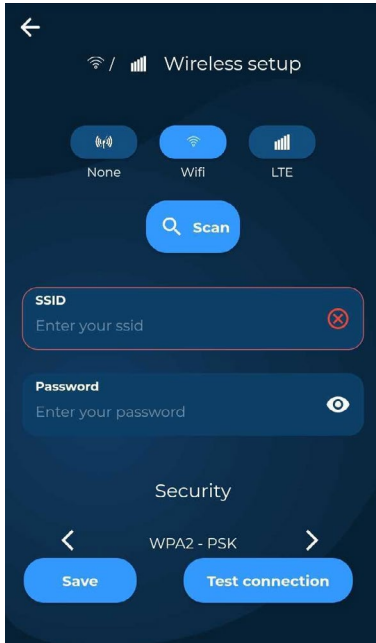 / Wireless setup
None Wifi LTE
Scan
SSID
Enter your ssid
Password
Enter your password
Security
WPA2 - PSK
Save Test connection